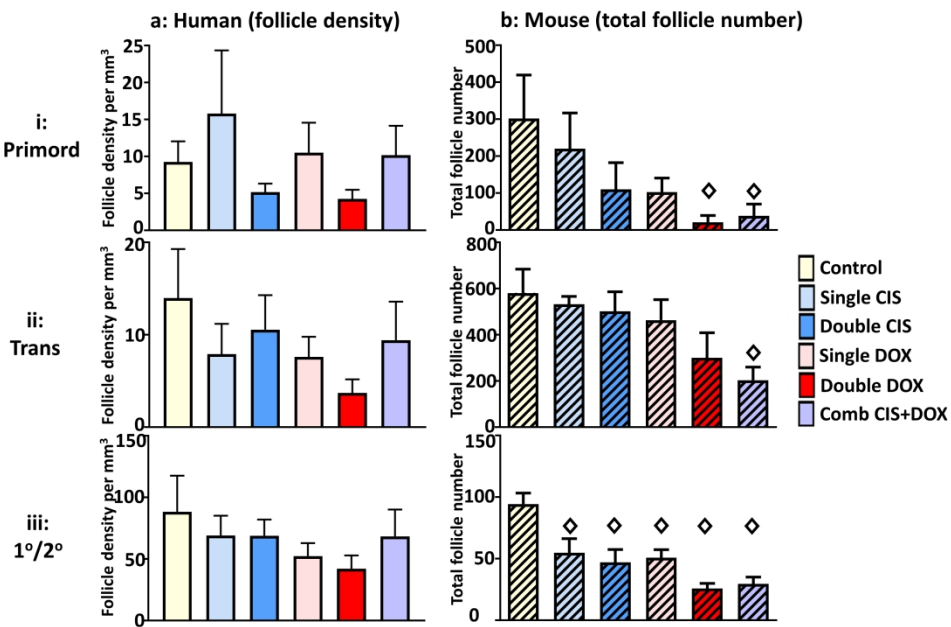 a: Human (follicle density)
b: Mouse (total follicle number)
i:
Primord
Follicle density per mm³
25
20
15
10
5
0
Total follicle number
500
400
300
200
100
0
ii:
Trans
Follicle density per mm³
20
10
0
Total follicle number
800
600
400
200
0
iii:
1º/2º
Follicle density per mm³
150
100
50
0
Total follicle number
150
100
50
0
Control
Single CIS
Double CIS
Single DOX
Double DOX
Comb CIS+DOX